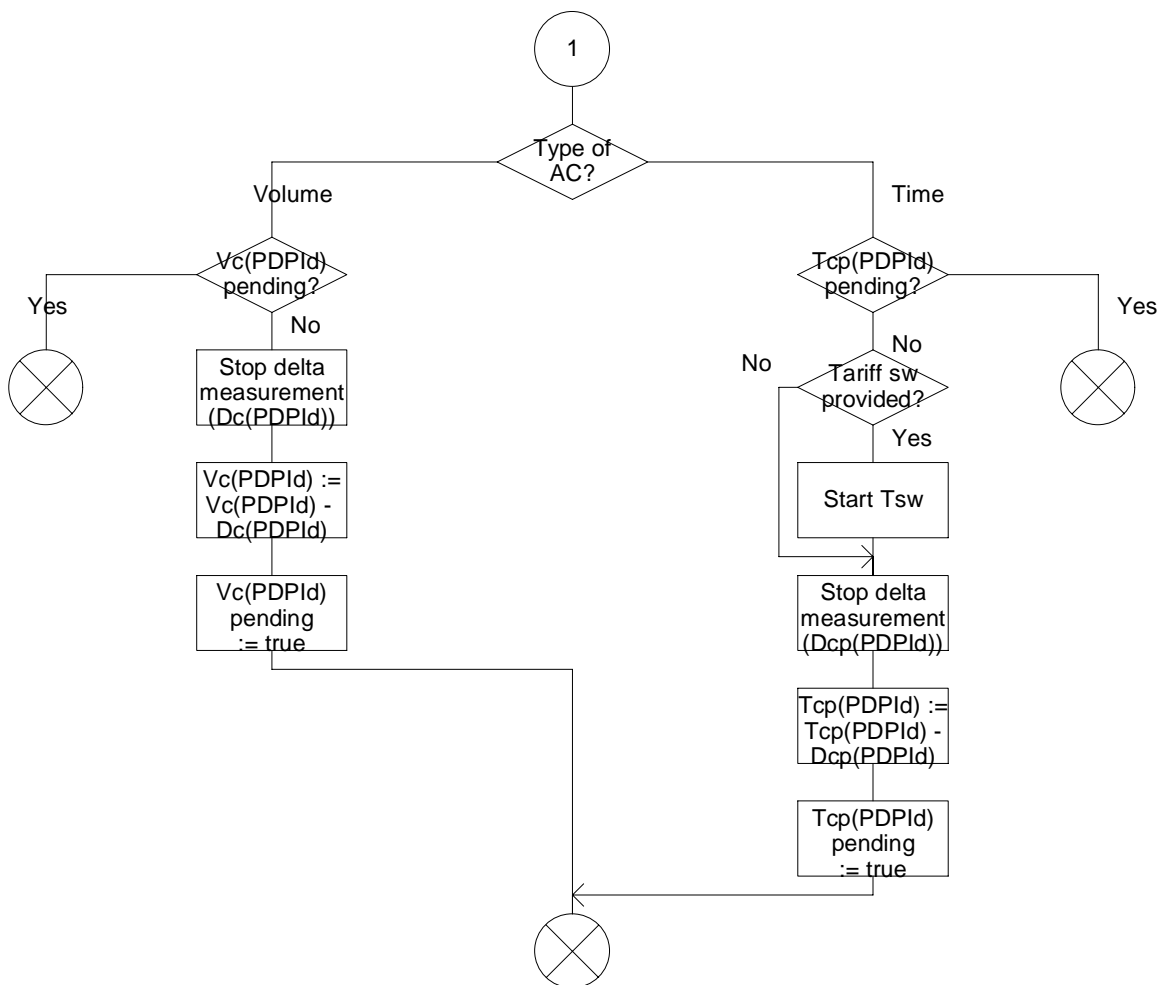 1
Type of
AC?
Volume
Time
Vc(PDPId)
pending?
Tcp(PDPId)
pending?
Yes
No
Yes
No
Stop delta
measurement
(Dc(PDPId))
No
Tariff sw
provided?
Yes
Vc(PDPId) :=
Vc(PDPId) -
Dc(PDPId)
Start Tsw
Vc(PDPId)
pending
:= true
Stop delta
measurement
(Dcp(PDPId))
Tcp(PDPId) :=
Tcp(PDPId) -
Dcp(PDPId)
Tcp(PDPId)
pending
:= true